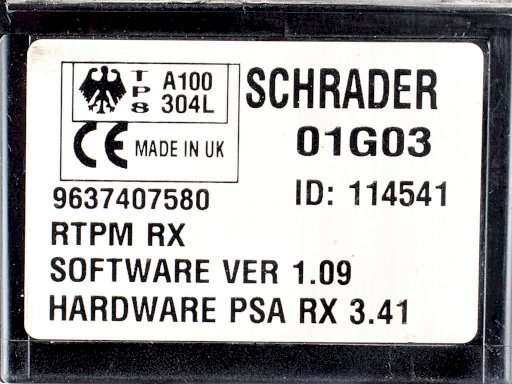 TPS A100 304L SCHRADER
CE MADE IN UK 01G03
9637407580 ID: 114541
RTPM RX
SOFTWARE VER 1.09
HARDWARE PSA RX 3.41